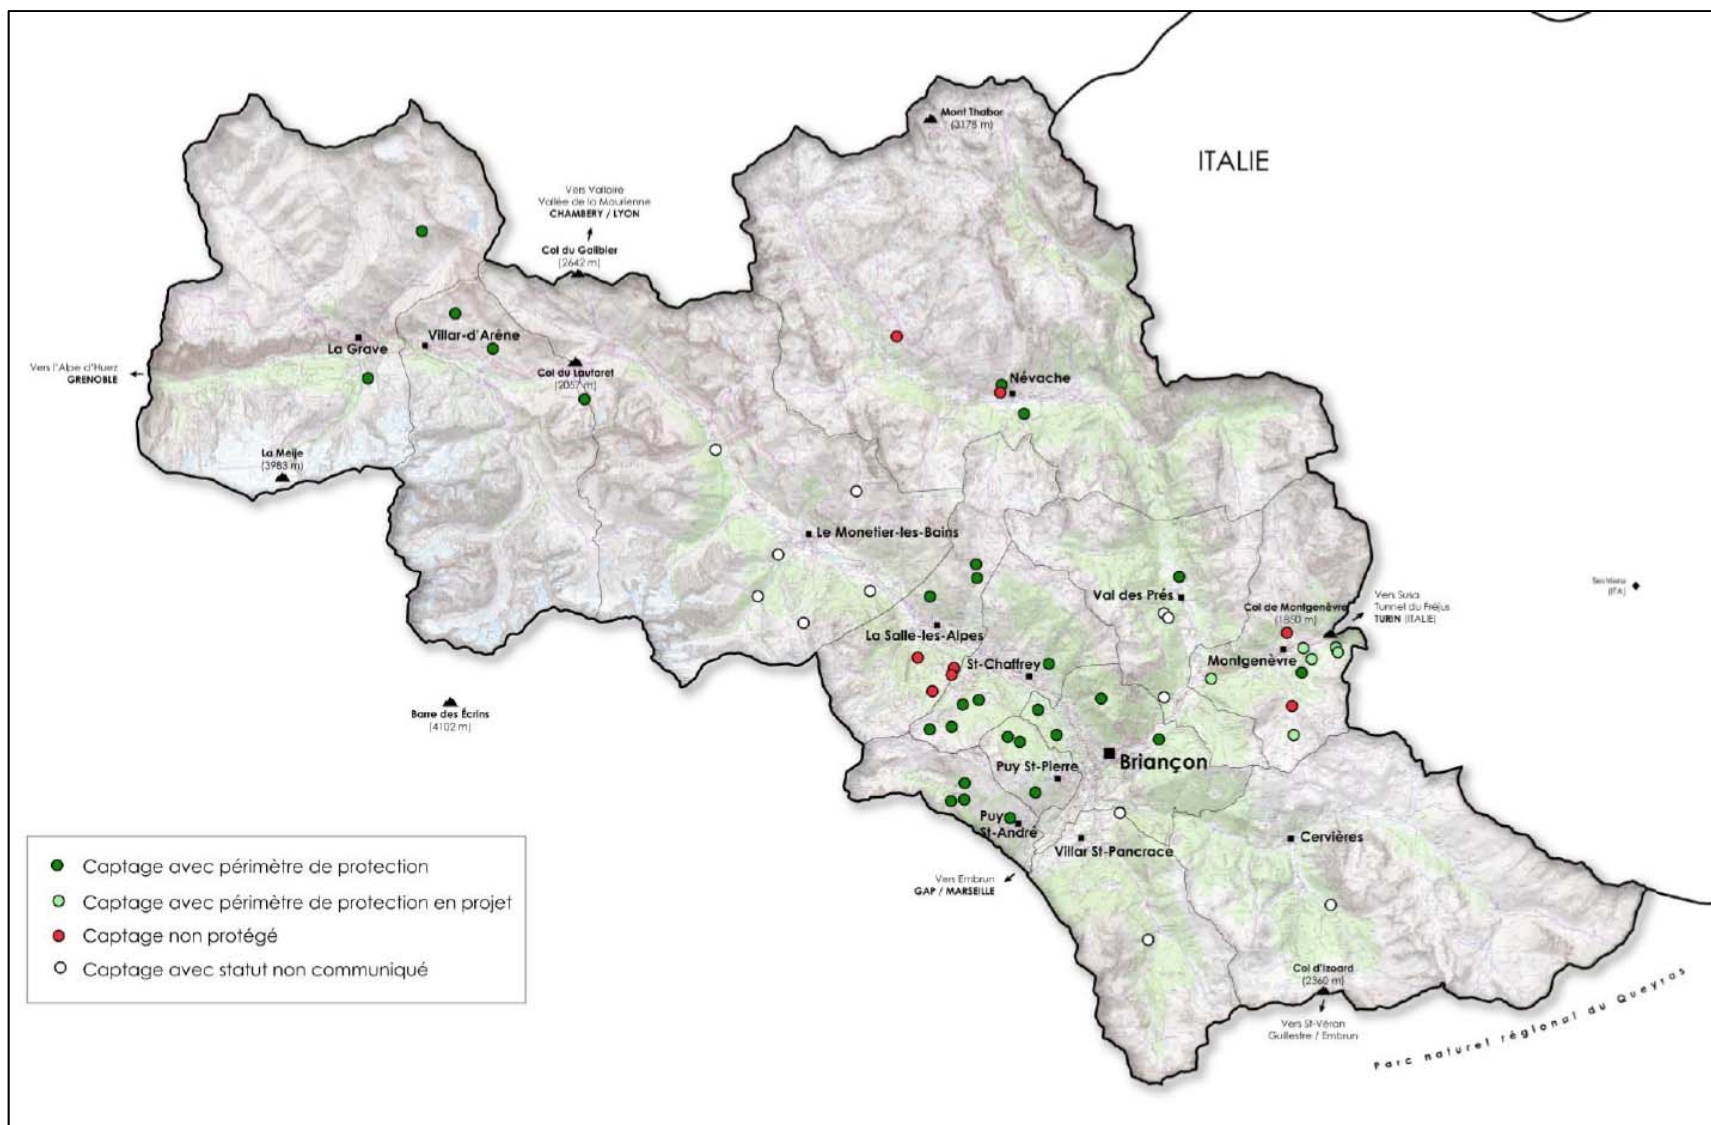 Mont Thabor
(3178 m)
ITALIE
Vers Valloire
Vallée de la Maurienne
CHAMBERY / LYON
Col du Galibier
(2642 m)
La Grave
Villar-d'Arène
Vers l'Alpe d'Huez
GRENOBLE
Col du Lautaret
(2057 m)
Névache
La Meije
(3983 m)
Le Monetier-les-Bains
Val des Prés
Sestriere
(ITA)
Col de Montgenèvre
(1850 m)
Vers Susa
Tunnel du Fréjus
TURIN (ITALIE)
La Salle-les-Alpes
St-Chaffrey
Montgenèvre
Barre des Écrins
(4102 m)
Briançon
Puy St-Pierre
Puy
St-André
Villar St-Pancrace
Cervières
Vers Embrun
GAP / MARSEILLE
Captage avec périmètre de protection
Captage avec périmètre de protection en projet
Captage non protégé
Captage avec statut non communiqué
Col d'Izoard
(2360 m)
Vers St-Véran
Guillestre / Embrun
Parc naturel régional du Queyras